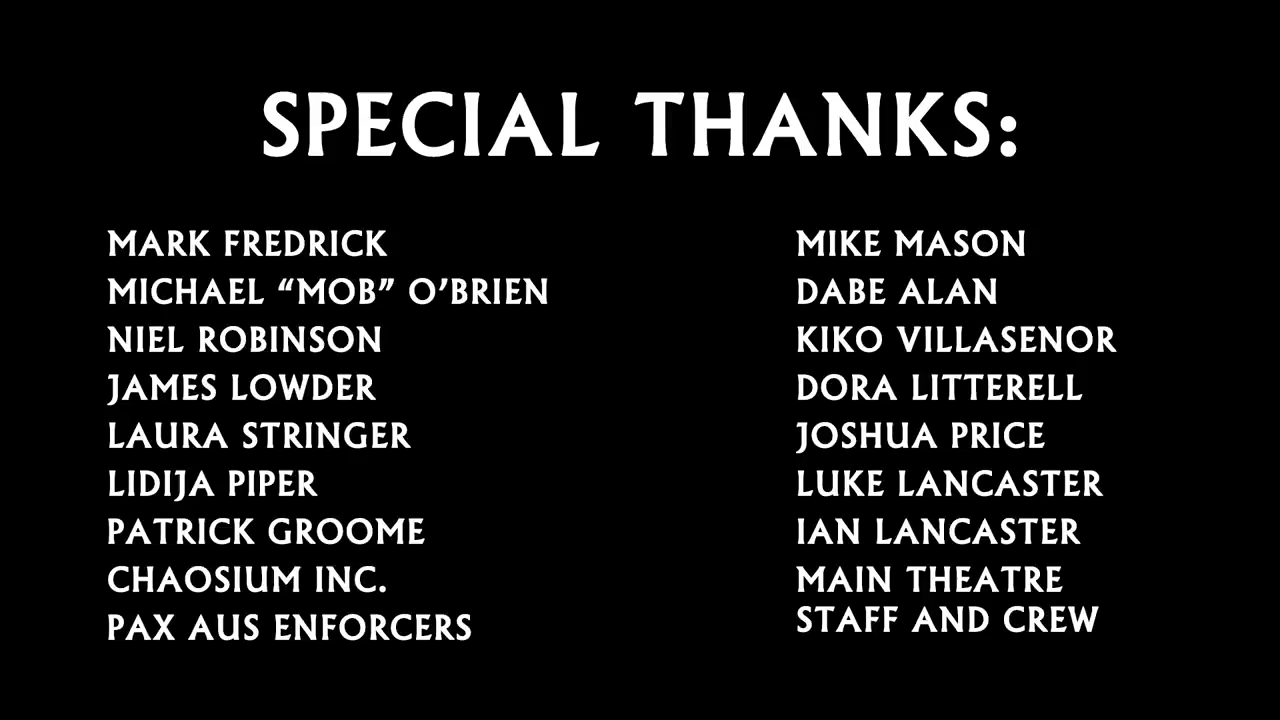 SPECIAL THANKS:
MARK FREDRICK
MICHAEL “MOB” O’BRIEN
NIEL ROBINSON
JAMES LOWDER
LAURA STRINGER
LIDIJA PIPER
PATRICK GROOME
CHAOSIUM INC.
PAX AUS ENFORCERS
MIKE MASON
DABE ALAN
KIKO VILLASENOR
DORA LITTERELL
JOSHUA PRICE
LUKE LANCASTER
IAN LANCASTER
MAIN THEATRE
STAFF AND CREW